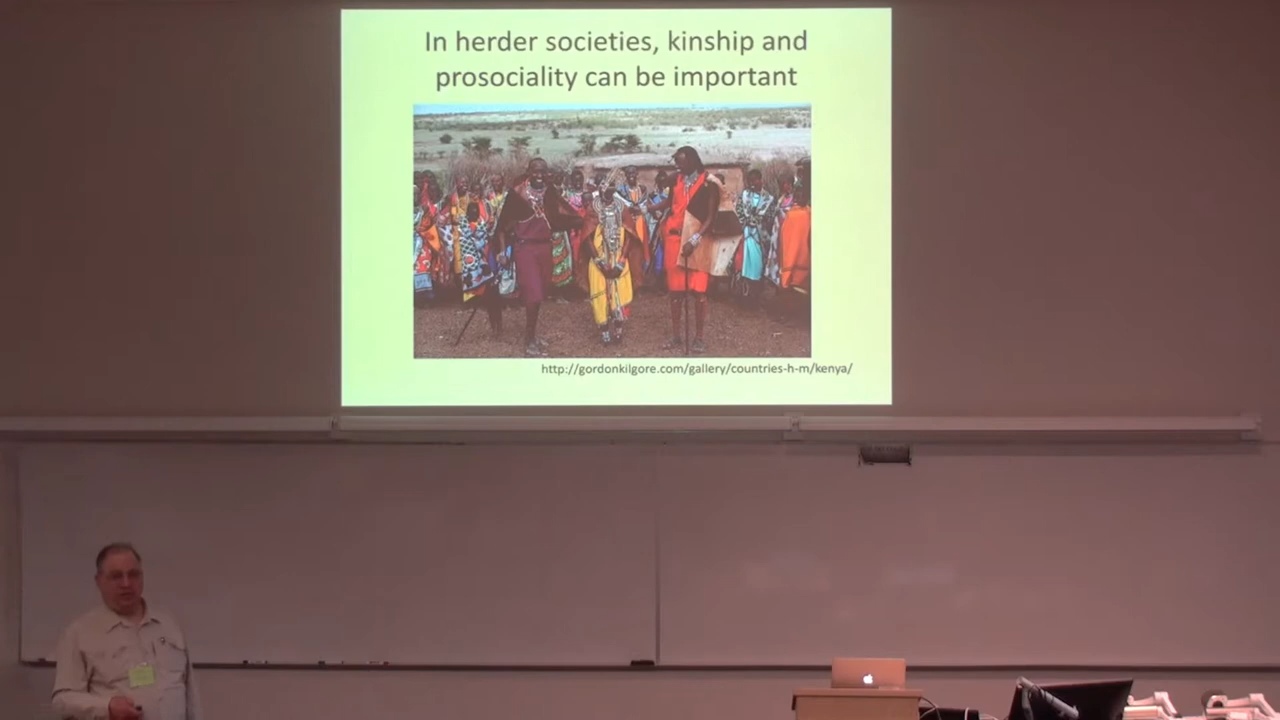 In herder societies, kinship and
prosociality can be important
http://gordonkilgore.com/gallery/countries-h-m/kenya/